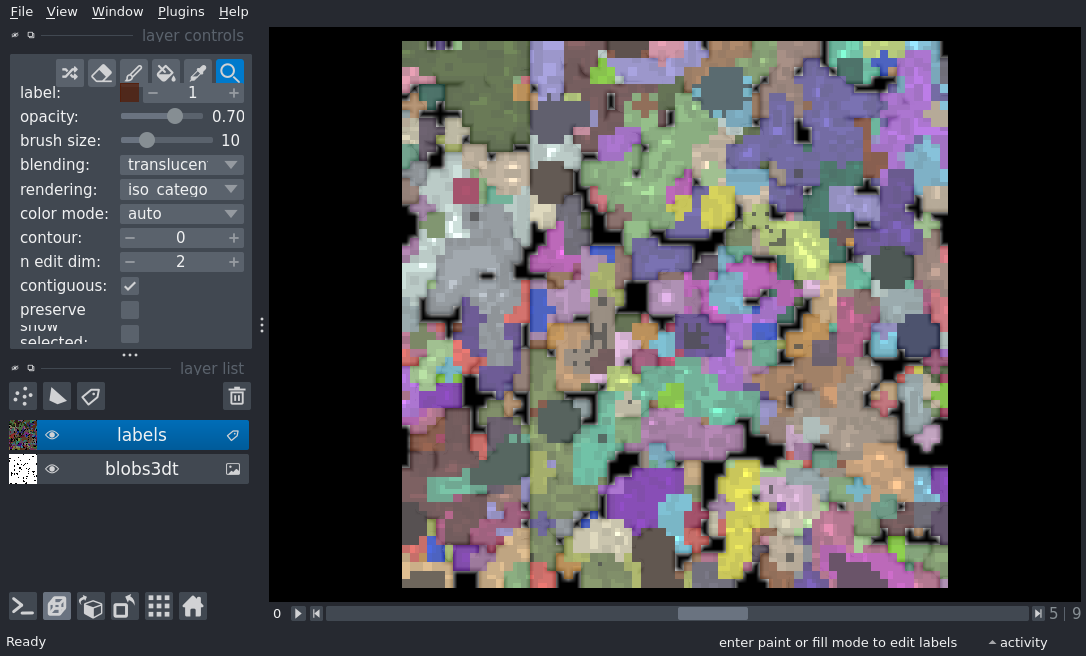 File View Window Plugins Help
layer controls
label: 1
opacity: 0.70
brush size: 10
blending: translucen
rendering: iso_catego
color mode: auto
contour: 0
n edit dim: 2
contiguous:
preserve
show
selected:
layer list
labels
blobs3dt
0 5 | 9
Ready enter paint or fill mode to edit labels activity